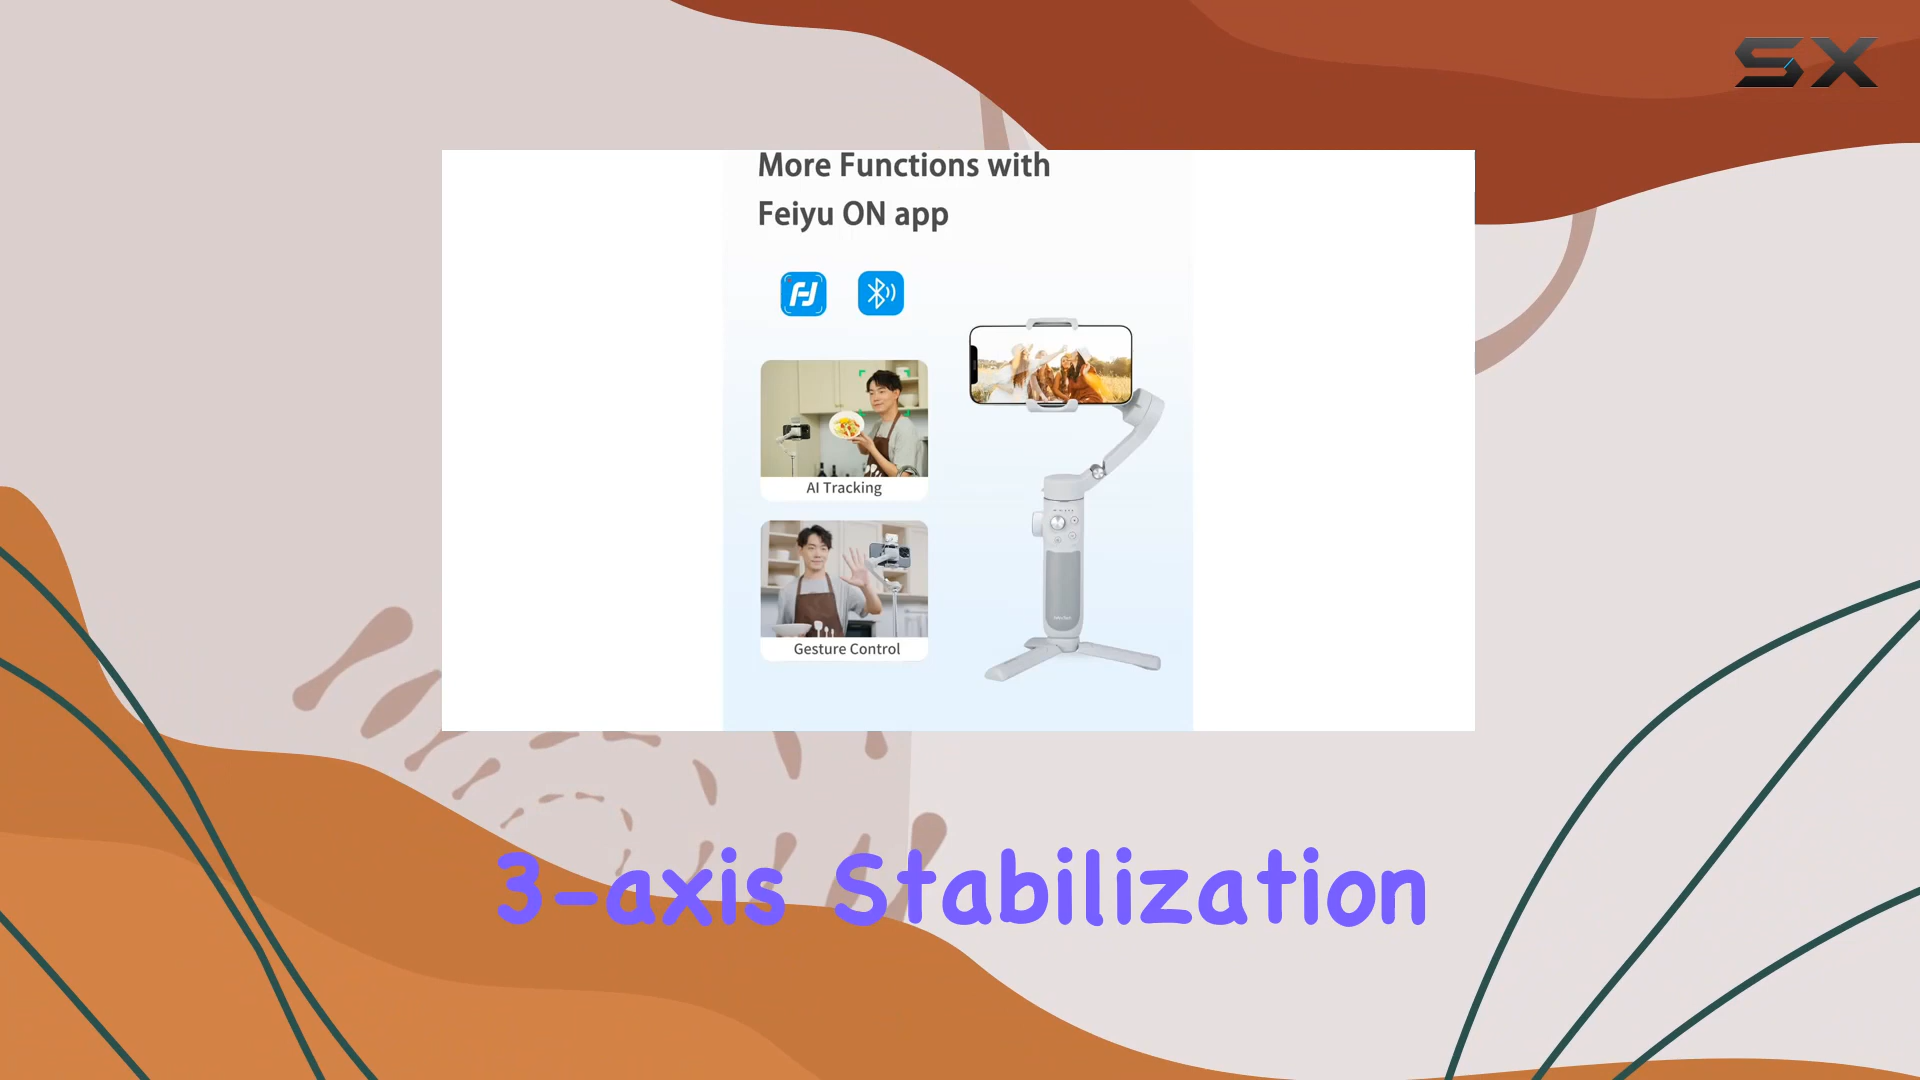 SX
More Functions with
Feiyu ON app
AI Tracking
Gesture Control
3-axis Stabilization